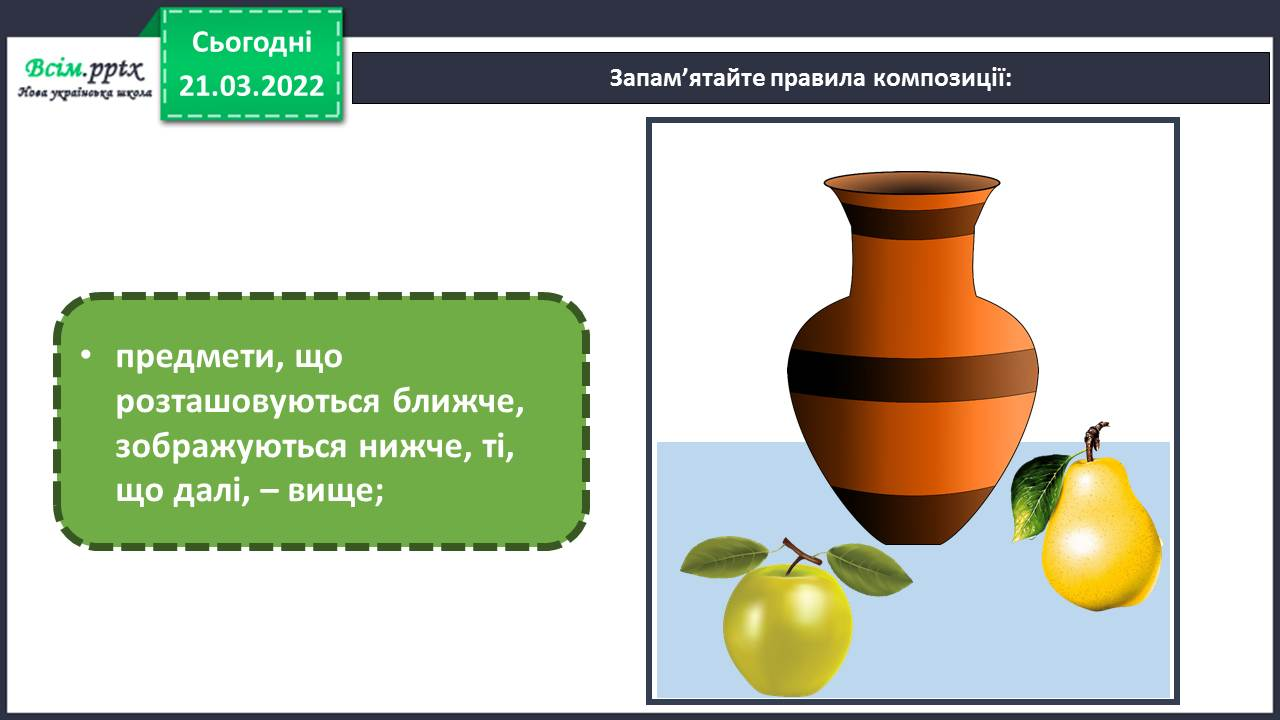 Сьогодні
21.03.2022
Всім.pptx
Нова українська школа
Запам’ятайте правила композиції:
• предмети, що
розташовуються ближче,
зображуються нижче, ті,
що далі, – вище;